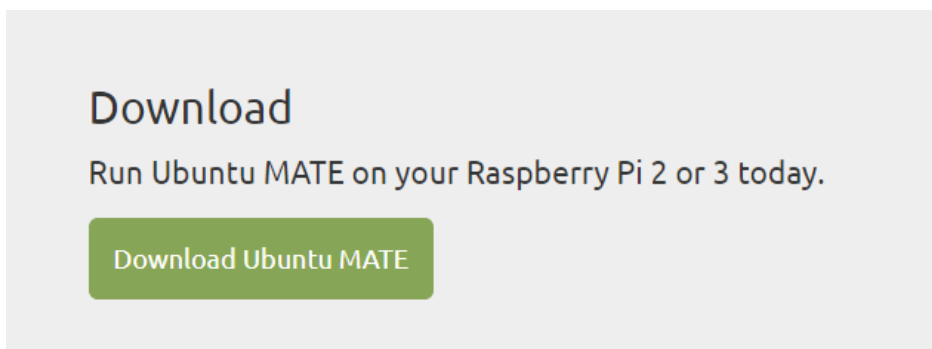 Download
Run Ubuntu MATE on your Raspberry Pi 2 or 3 today.
Download Ubuntu MATE